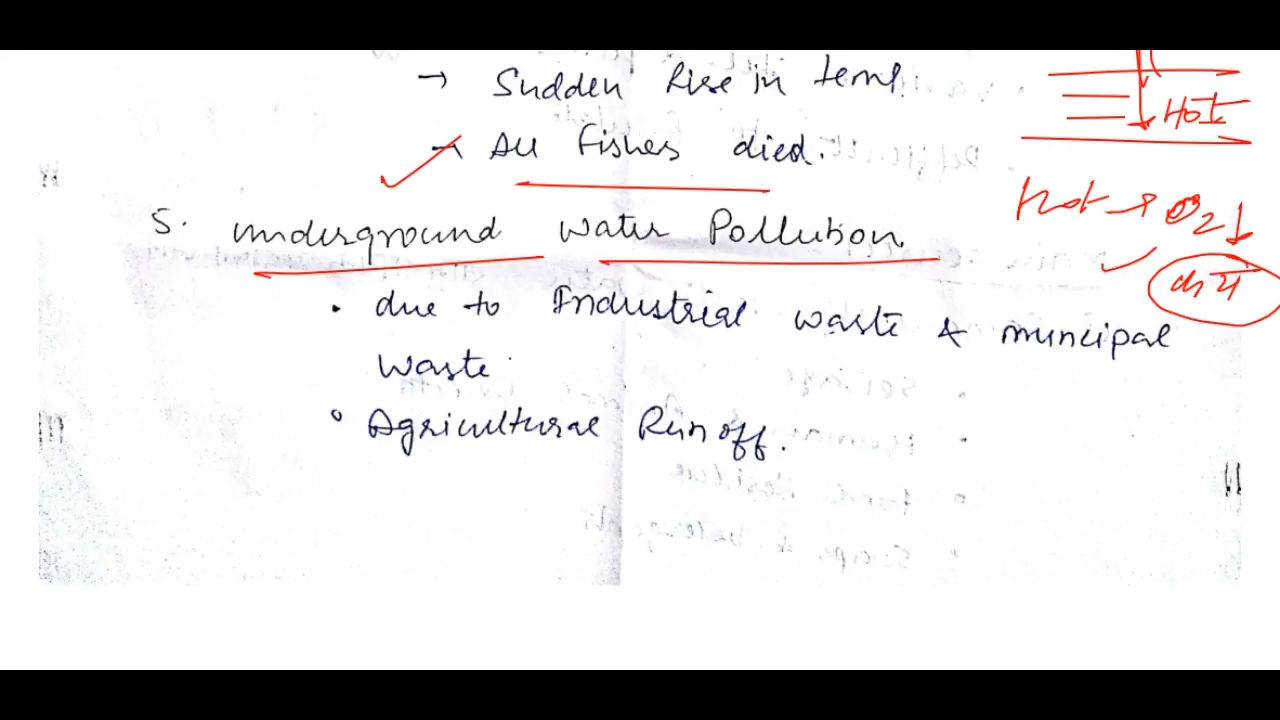 → Sudden Rise in temp.
HOT
→ All Fishes died.
Hot → O2↓
5. underground water Pollution
• due to Industrial waste & municipal
waste.
• Agricultural Run off.